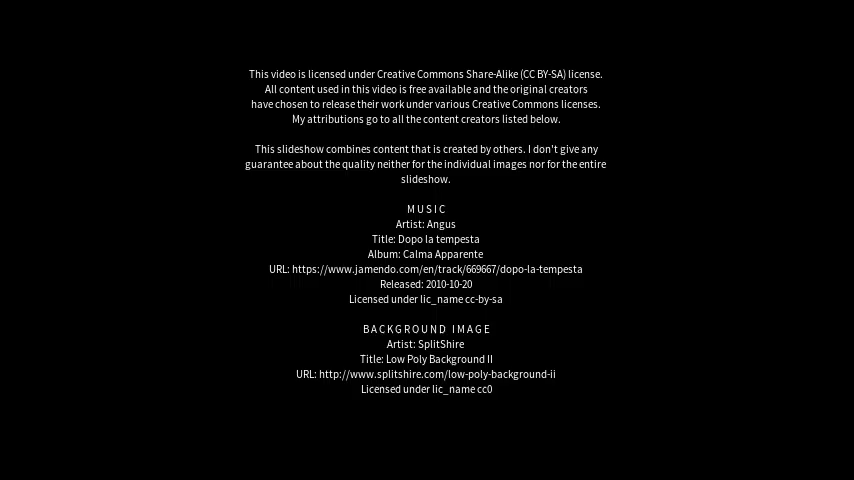 This video is licensed under Creative Commons Share-Alike (CC BY-SA) license.
All content used in this video is free available and the original creators
have chosen to release their work under various Creative Commons licenses.
My attributions go to all the content creators listed below.
This slideshow combines content that is created by others. I don't give any
guarantee about the quality neither for the individual images nor for the entire
slideshow.
MUSIC
Artist: Angus
Title: Dopo la tempesta
Album: Calma Apparente
URL: https://www.jamendo.com/en/track/669667/dopo-la-tempesta
Released: 2010-10-20
Licensed under lic_name cc-by-sa
BACKGROUND IMAGE
Artist: SplitShire
Title: Low Poly Background II
URL: http://www.splitshire.com/low-poly-background-ii
Licensed under lic_name cc0